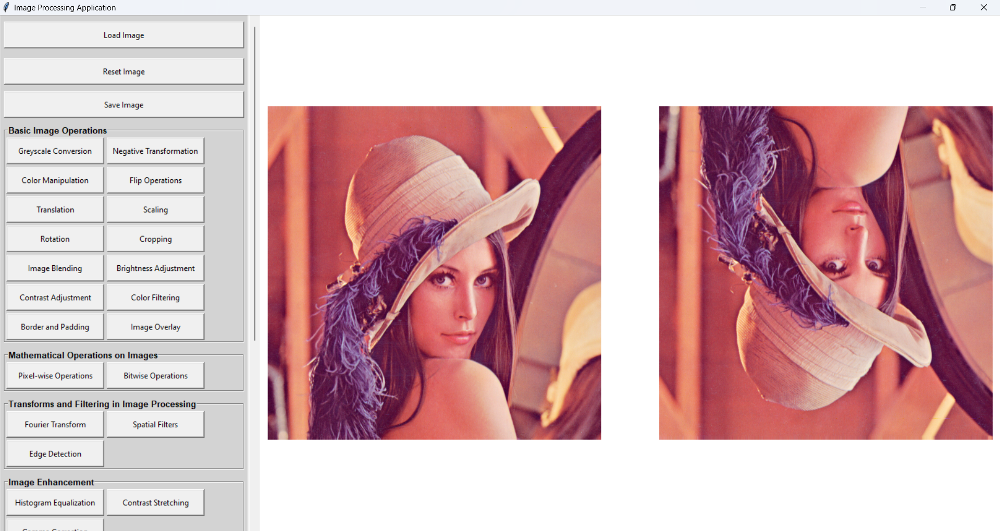 Image Processing Application
Load Image
Reset Image
Save Image
Basic Image Operations
Greyscale Conversion
Negative Transformation
Color Manipulation
Flip Operations
Translation
Scaling
Rotation
Cropping
Image Blending
Brightness Adjustment
Contrast Adjustment
Color Filtering
Border and Padding
Image Overlay
Mathematical Operations on Images
Pixel-wise Operations
Bitwise Operations
Transforms and Filtering in Image Processing
Fourier Transform
Spatial Filters
Edge Detection
Image Enhancement
Histogram Equalization
Contrast Stretching